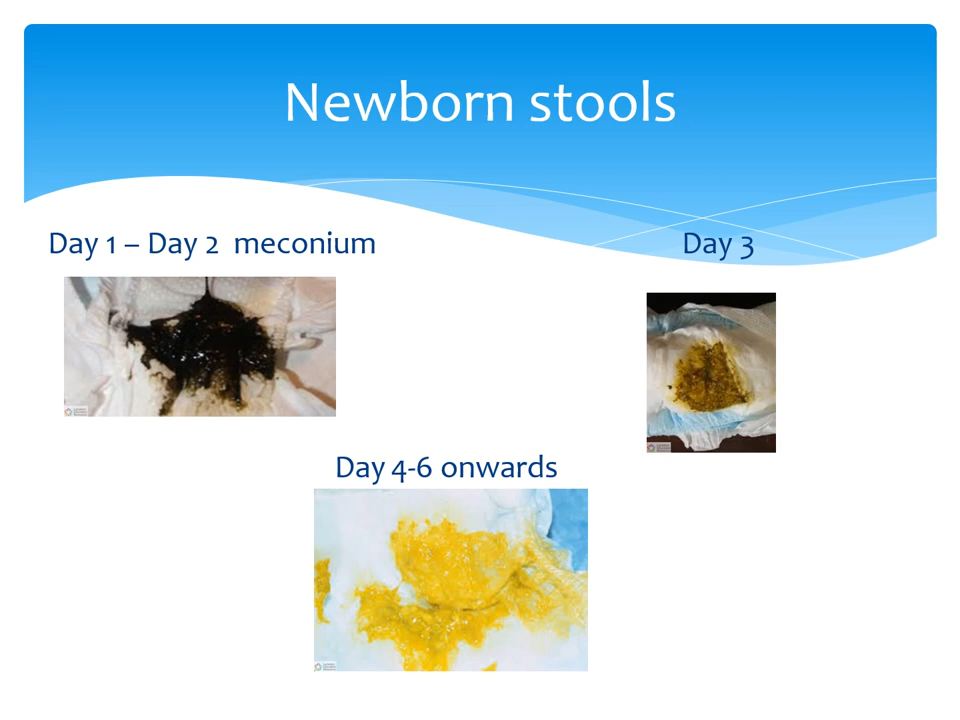 Newborn stools
Day 1 – Day 2  meconium
Day 3
Day 4-6 onwards